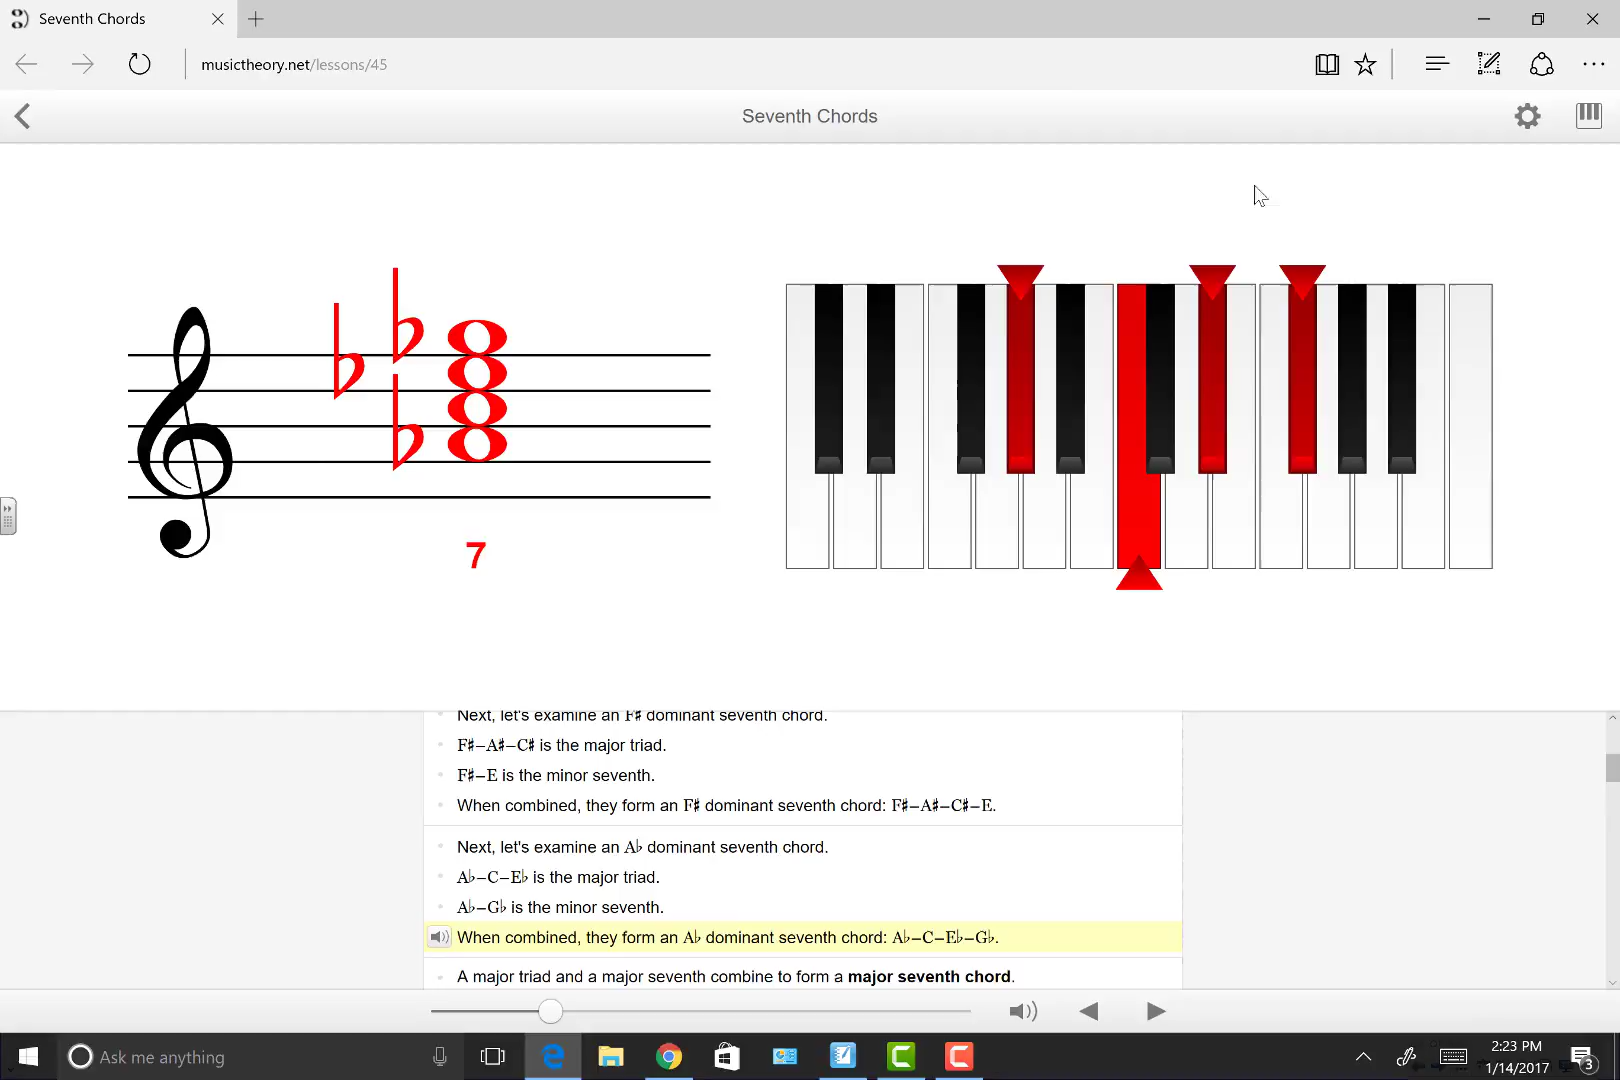 Seventh Chords
musictheory.net/lessons/45
Seventh Chords
7
Next, let's examine an F♯ dominant seventh chord.
F♯–A♯–C♯ is the major triad.
F♯–E is the minor seventh.
When combined, they form an F♯ dominant seventh chord: F♯–A♯–C♯–E.
Next, let's examine an A♭ dominant seventh chord.
A♭–C–E♭ is the major triad.
A♭–G♭ is the minor seventh.
When combined, they form an A♭ dominant seventh chord: A♭–C–E♭–G♭.
A major triad and a major seventh combine to form a major seventh chord.
Ask me anything
2:23 PM
1/14/2017
3